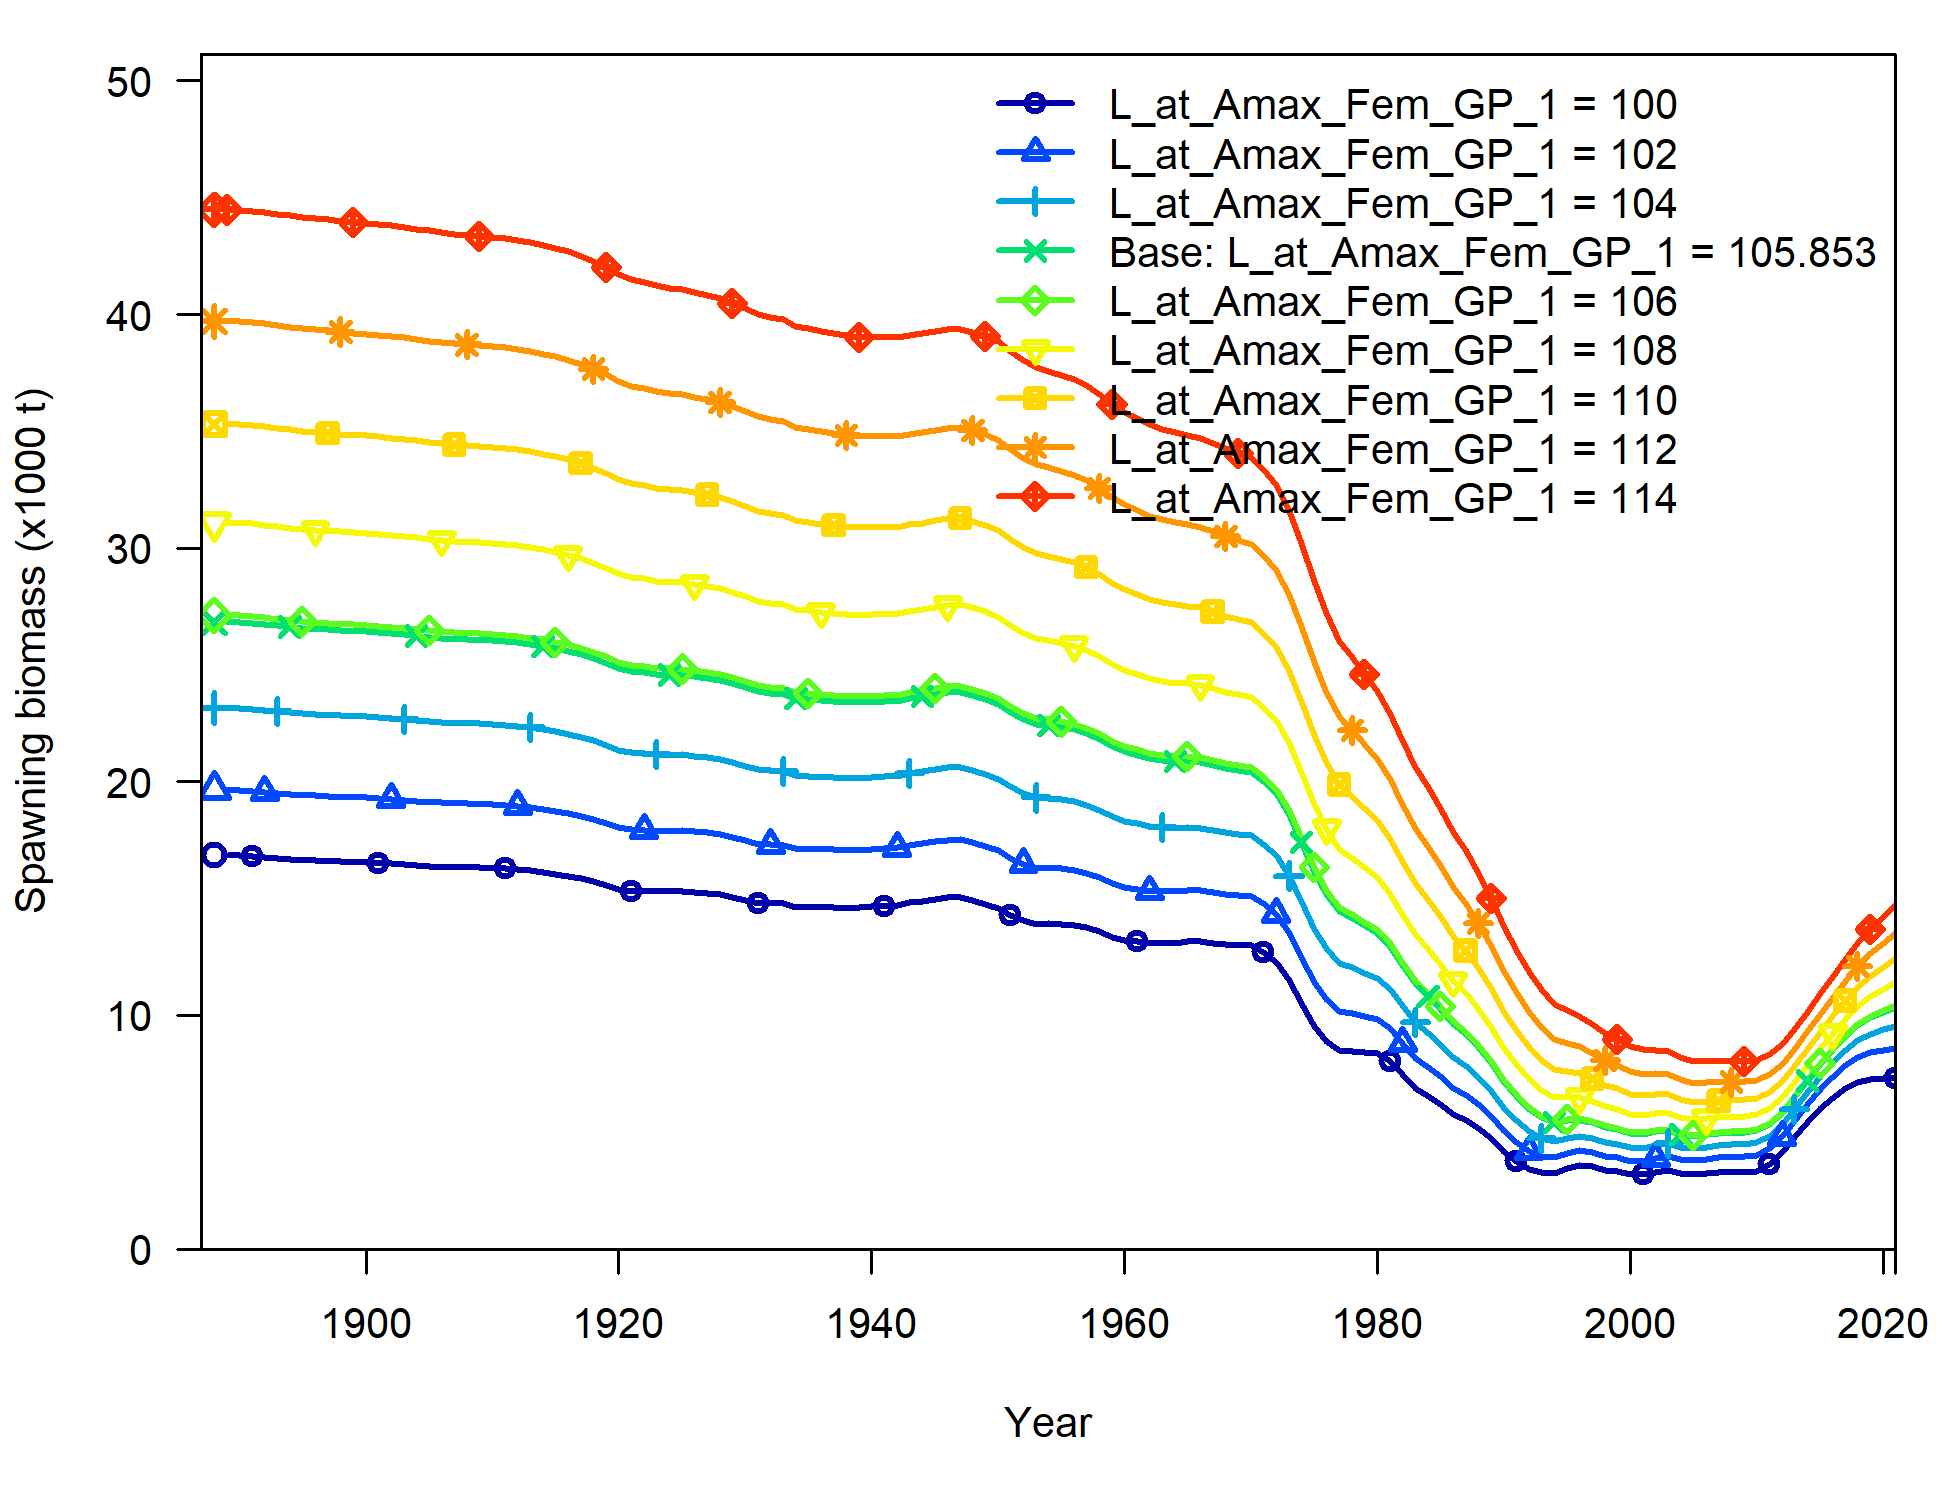 50
40
30
20
10
0
Spawning biomass (x1000 t)
L_at_Amax_Fem_GP_1 = 100
L_at_Amax_Fem_GP_1 = 102
L_at_Amax_Fem_GP_1 = 104
Base: L_at_Amax_Fem_GP_1 = 105.853
L_at_Amax_Fem_GP_1 = 106
L_at_Amax_Fem_GP_1 = 108
L_at_Amax_Fem_GP_1 = 110
L_at_Amax_Fem_GP_1 = 112
L_at_Amax_Fem_GP_1 = 114
1900 1920 1940 1960 1980 2000 2020
Year